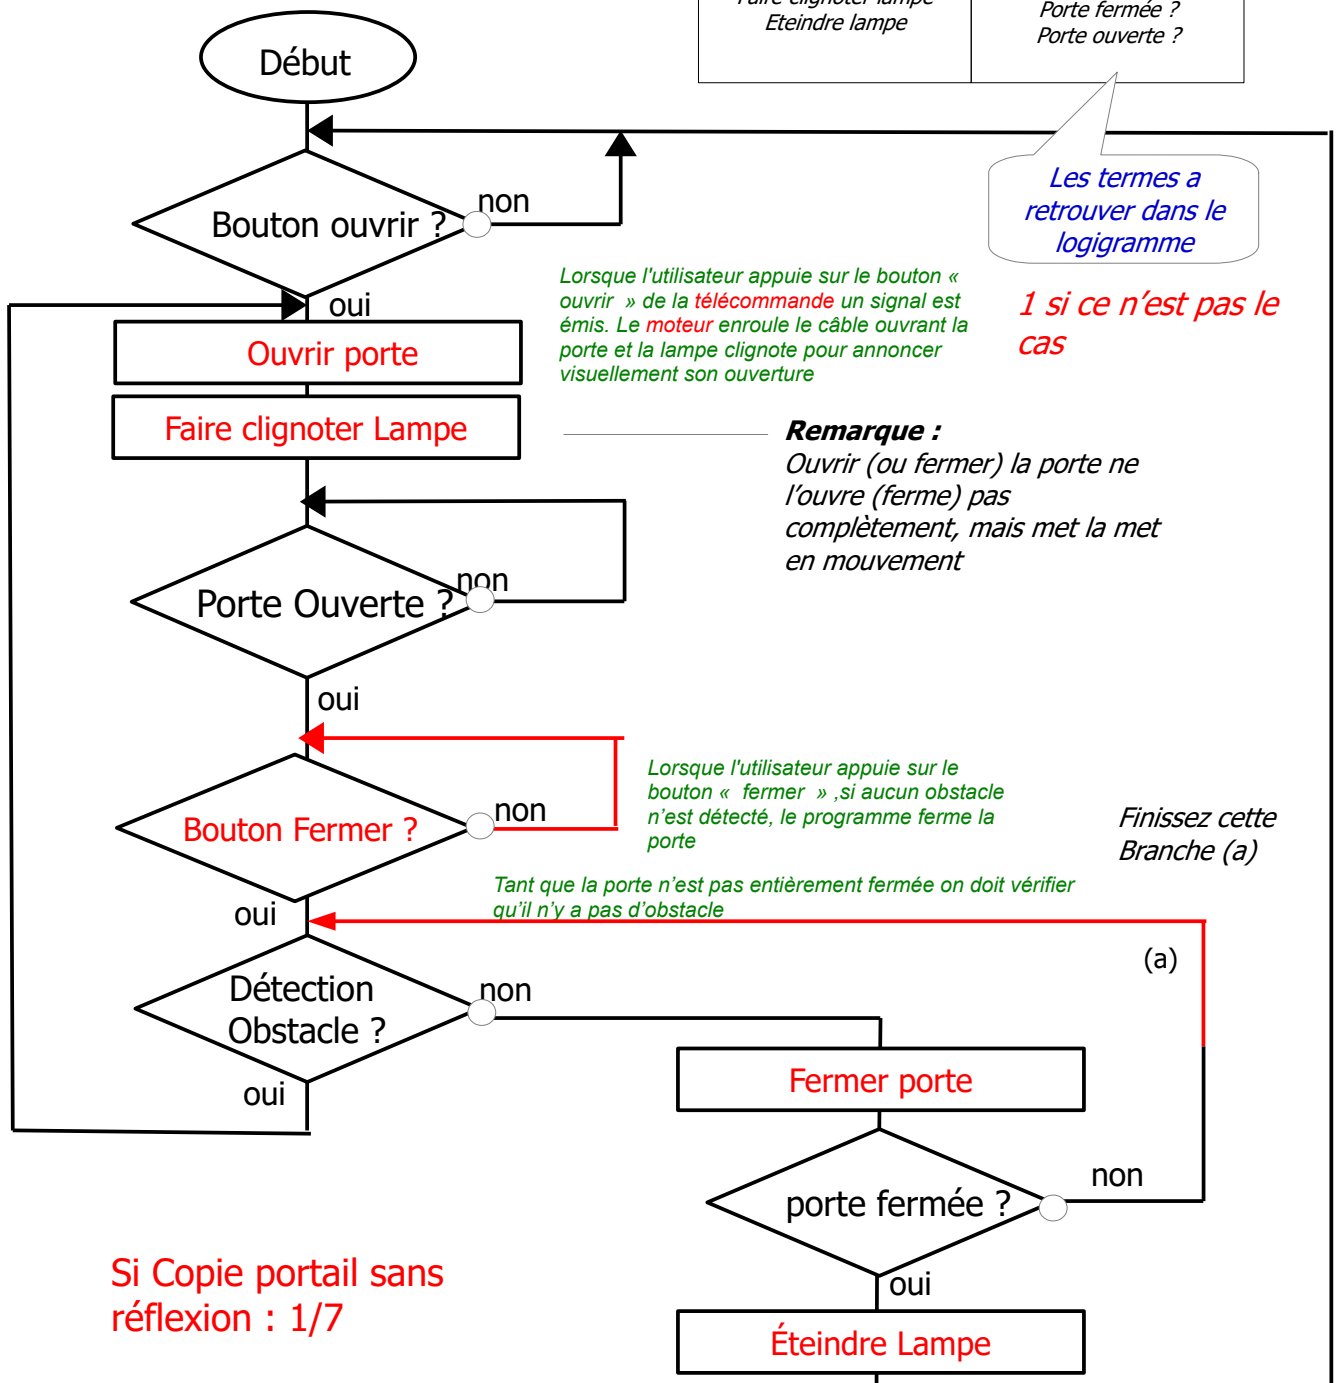 Faire clignoter lampe
Eteindre lampe
Porte fermée ?
Porte ouverte ?
Début
Les termes a
retrouver dans le
logigramme
non
Bouton ouvrir ?
oui
Lorsque l'utilisateur appuie sur le bouton «
ouvrir » de la télécommande un signal est
émis. Le moteur enroule le câble ouvrant la
porte et la lampe clignote pour annoncer
visuellement son ouverture
1 si ce n'est pas le
cas
Ouvrir porte
Faire clignoter Lampe
Remarque :
Ouvrir (ou fermer) la porte ne
l'ouvre (ferme) pas
complètement, mais met la met
en mouvement
non
Porte Ouverte ?
oui
Lorsque l'utilisateur appuie sur le
bouton « fermer » ,si aucun obstacle
n'est détecté, le programme ferme la
porte
non
Bouton Fermer ?
Finissez cette
Branche (a)
Tant que la porte n'est pas entièrement fermée on doit vérifier
qu'il n'y a pas d'obstacle
oui
(a)
non
Détection
Obstacle ?
oui
Fermer porte
non
porte fermée ?
oui
Si Copie portail sans
réflexion : 1/7
Éteindre Lampe